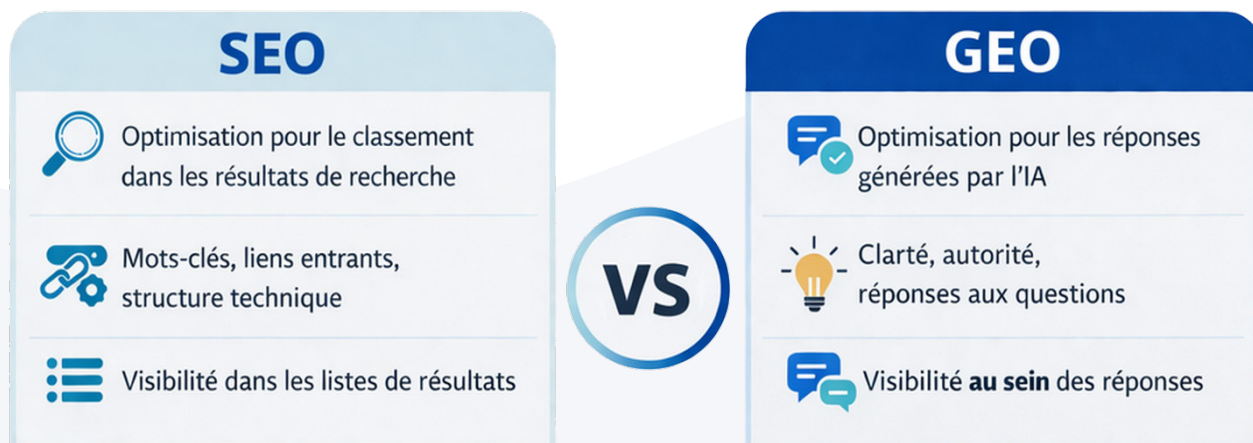 SEO
Optimisation pour le classement
dans les résultats de recherche
Mots-clés, liens entrants,
structure technique
Visibilité dans les listes de résultats
VS
GEO
Optimisation pour les réponses
générées par l'IA
Clarté, autorité,
réponses aux questions
Visibilité au sein des réponses